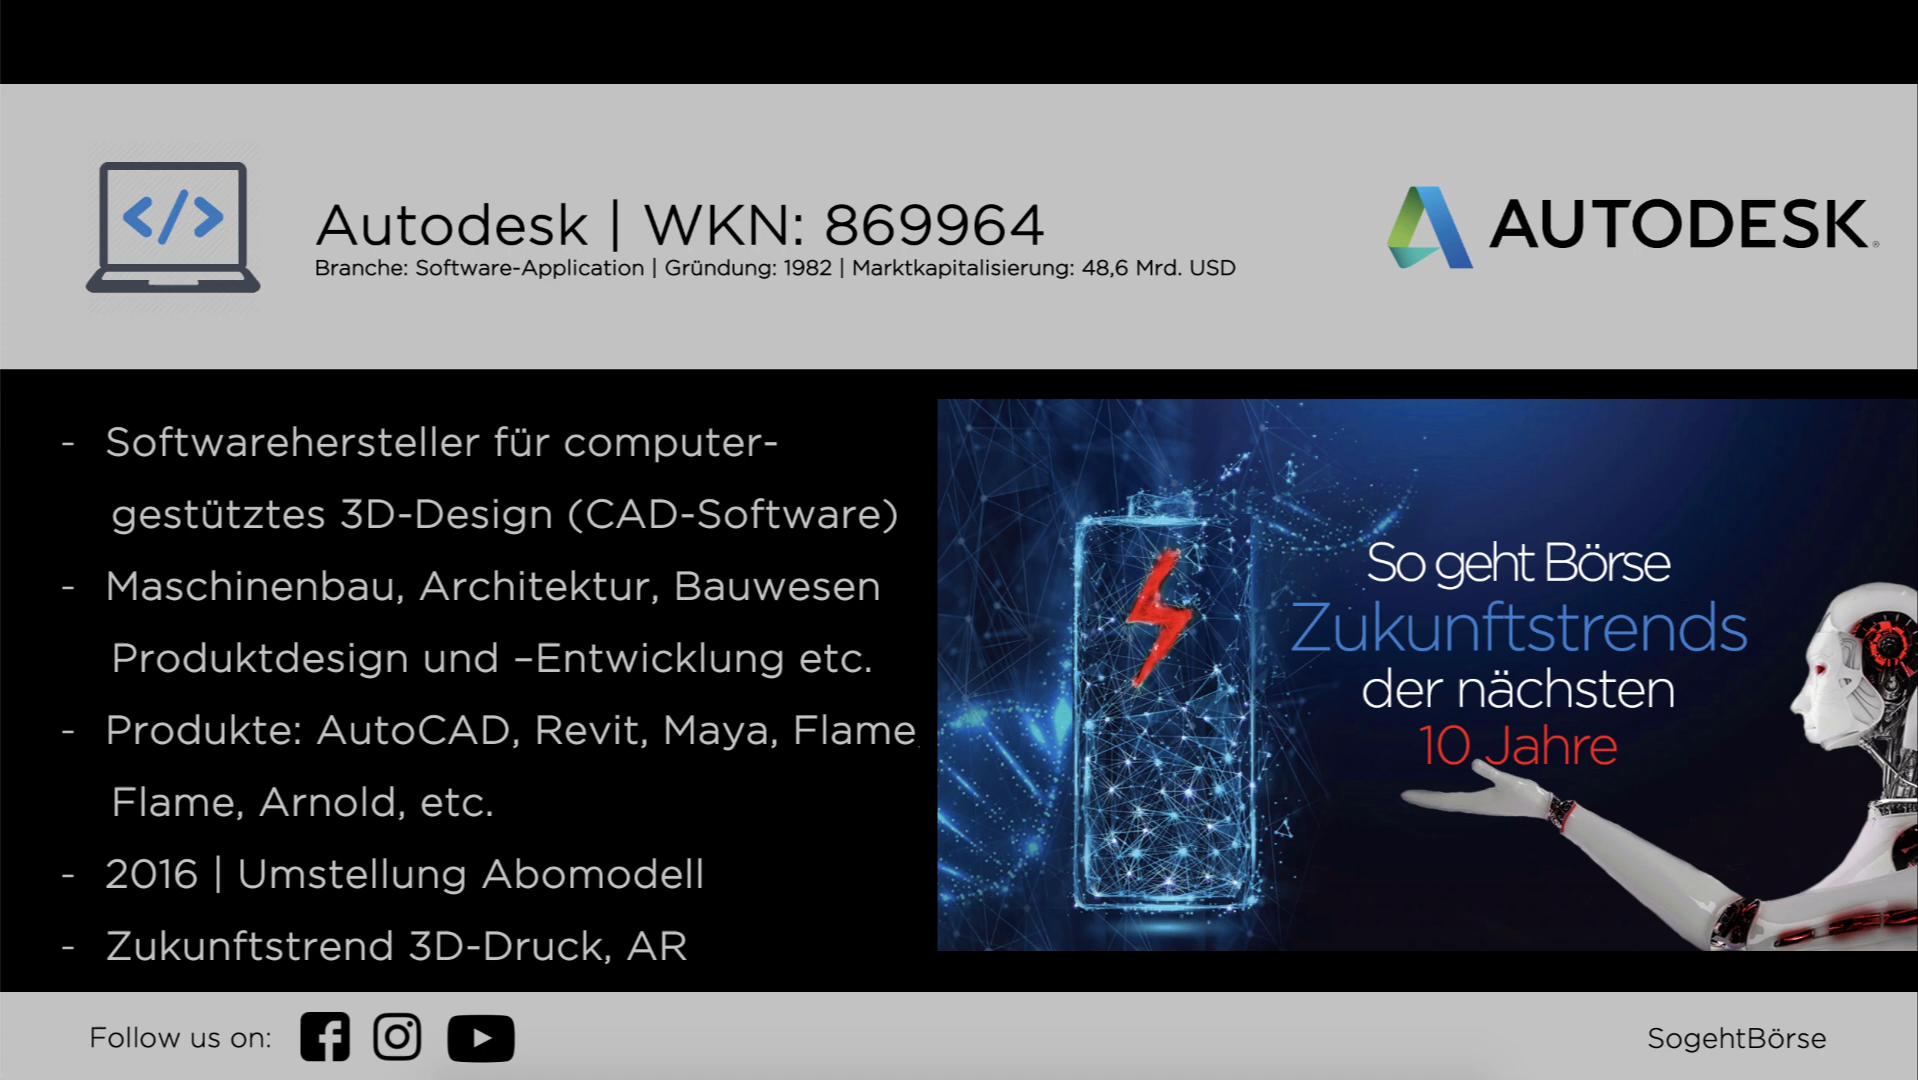 </>
Autodesk | WKN: 869964
Branche: Software-Application | Gründung: 1982 | Marktkapitalisierung: 48,6 Mrd. USD
AUTODESK®
- Softwarehersteller für computer-
gestütztes 3D-Design (CAD-Software)
- Maschinenbau, Architektur, Bauwesen
Produktdesign und –Entwicklung etc.
- Produkte: AutoCAD, Revit, Maya, Flame,
Flame, Arnold, etc.
- 2016 | Umstellung Abomodell
- Zukunftstrend 3D-Druck, AR
So geht Börse
Zukunftstrends
der nächsten
10 Jahre
Follow us on:
SogehtBörse